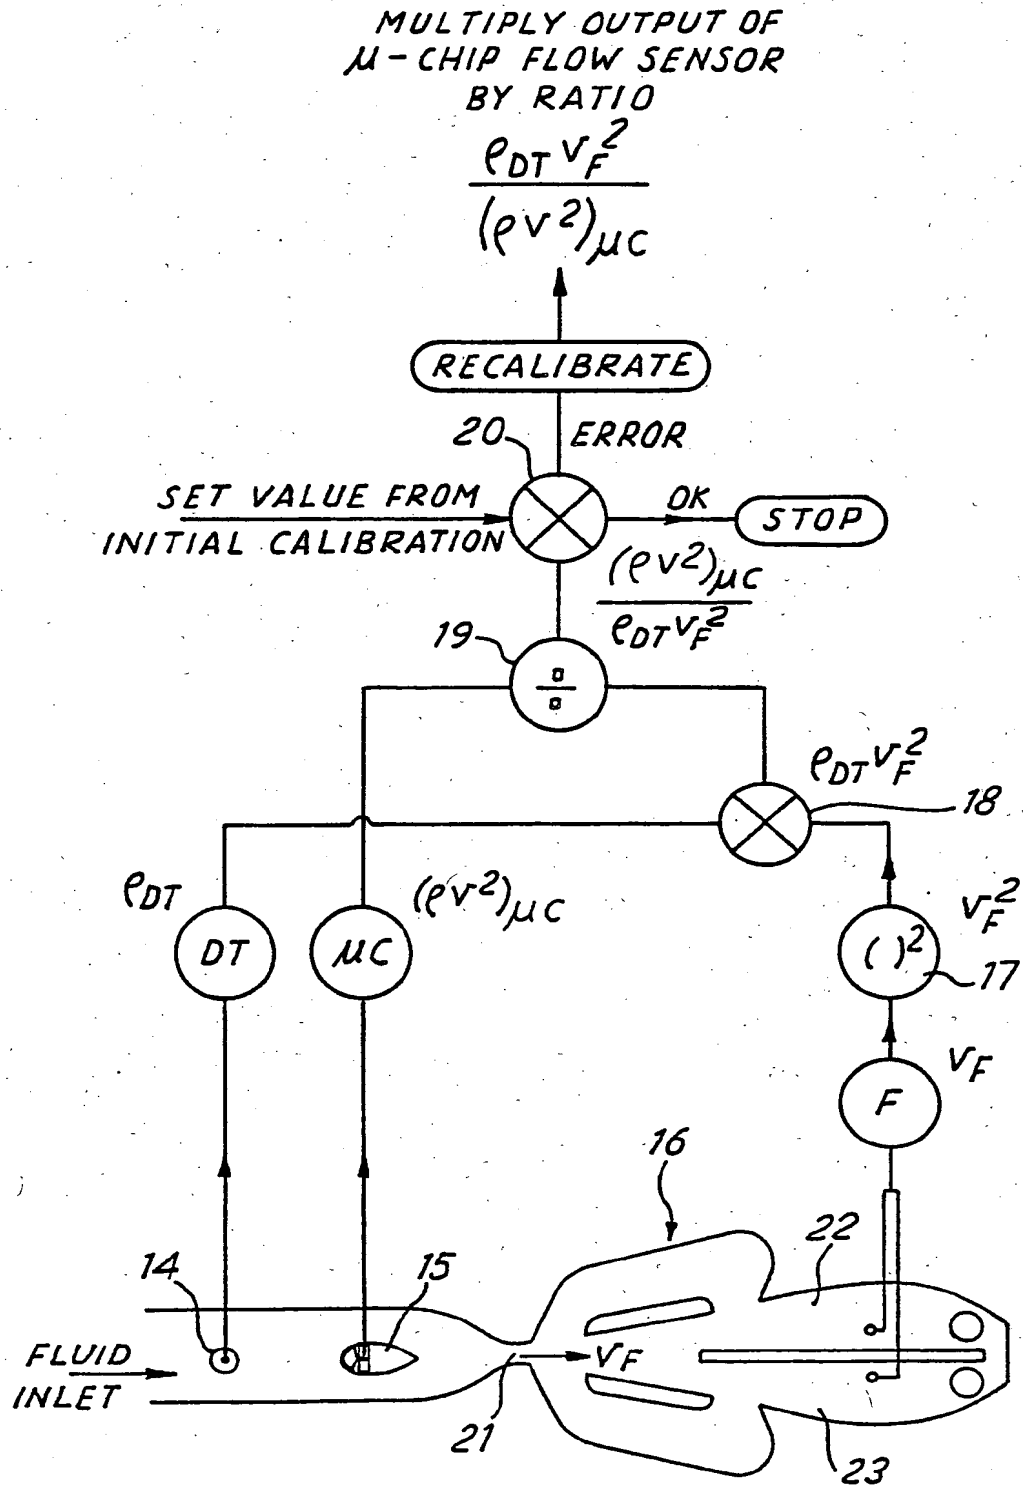 MULTIPLY OUTPUT OF
μ-CHIP FLOW SENSOR
BY RATIO
ρDT VF²
(ρV²)μC
RECALIBRATE
20
ERROR
SET VALUE FROM
INITIAL CALIBRATION
OK
STOP
(ρV²)μC
ρDT VF²
19
÷
ρDT VF²
18
ρDT
(ρV²)μC
VF²
DT
μC
( )²
17
VF
F
16
22
14
15
FLUID
INLET
VF
21
23